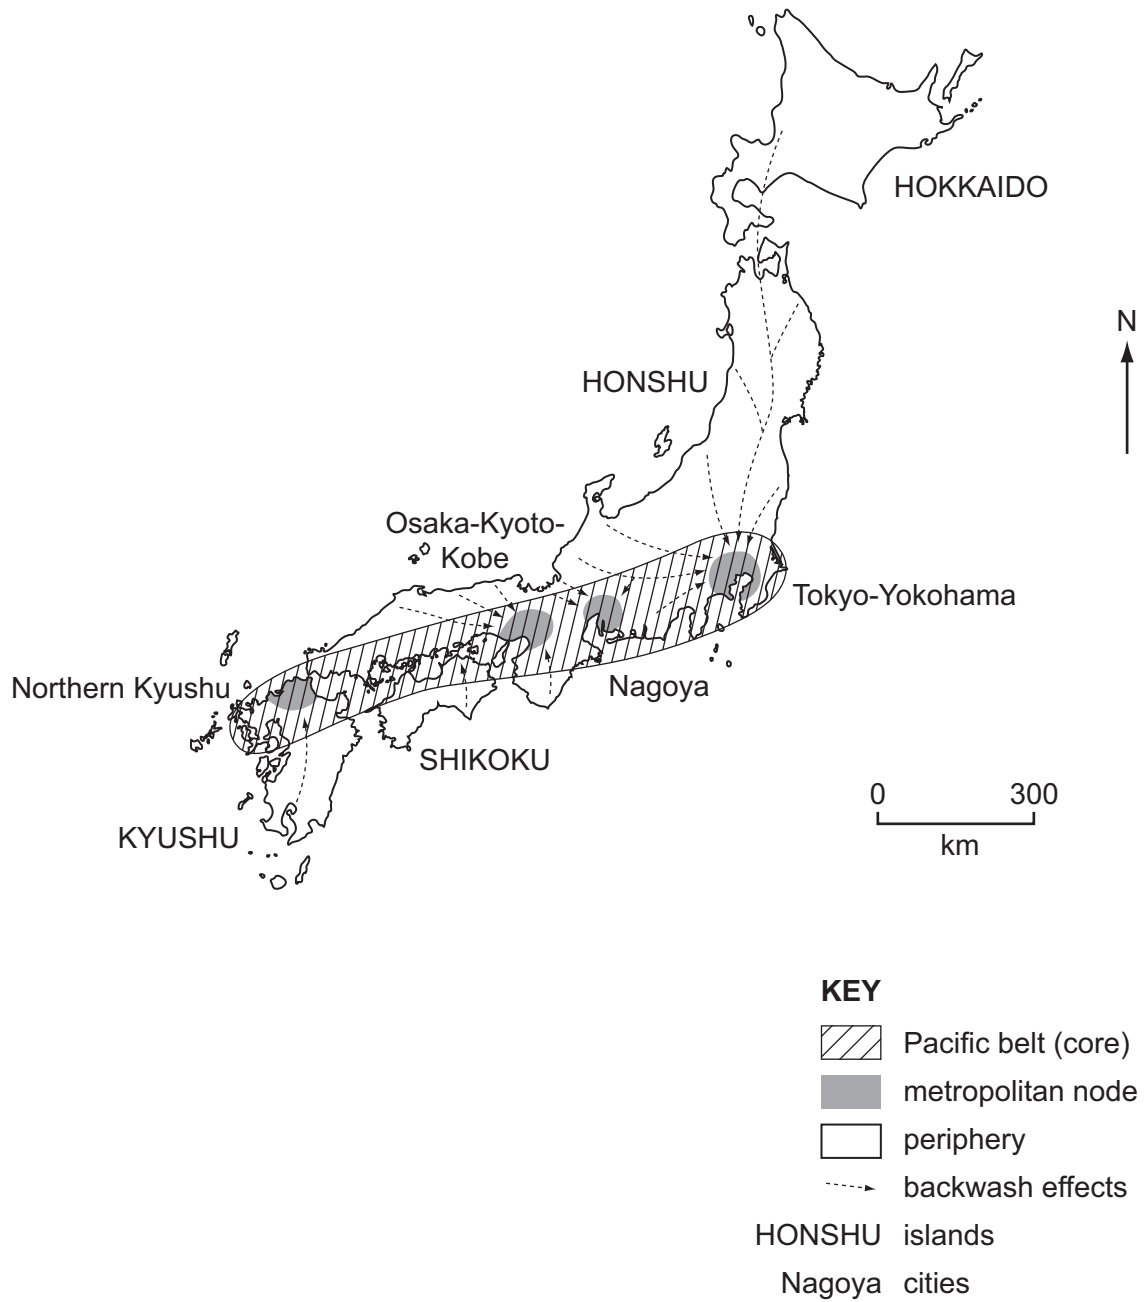 HOKKAIDO
N
HONSHU
Osaka-Kyoto-
Kobe
Tokyo-Yokohama
Northern Kyushu
Nagoya
SHIKOKU
0 300
km
KYUSHU
KEY
Pacific belt (core)
metropolitan node
periphery
backwash effects
HONSHU islands
Nagoya cities